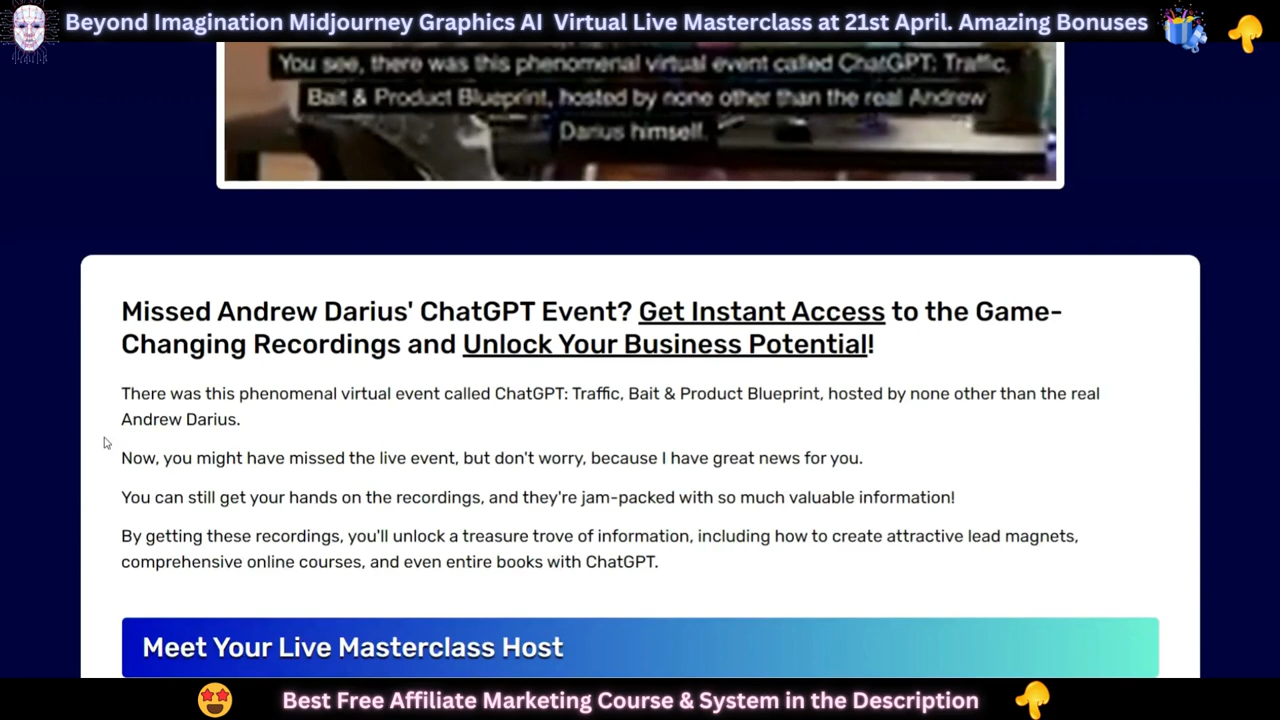 Beyond Imagination Midjourney Graphics AI Virtual Live Masterclass at 21st April. Amazing Bonuses
You see, there was this phenomenal virtual event called ChatGPT: Traffic,
Bait & Product Blueprint, hosted by none other than the real Andrew
Darius himself.
Missed Andrew Darius' ChatGPT Event? Get Instant Access to the Game-
Changing Recordings and Unlock Your Business Potential!
There was this phenomenal virtual event called ChatGPT: Traffic, Bait & Product Blueprint, hosted by none other than the real
Andrew Darius.
Now, you might have missed the live event, but don't worry, because I have great news for you.
You can still get your hands on the recordings, and they're jam-packed with so much valuable information!
By getting these recordings, you'll unlock a treasure trove of information, including how to create attractive lead magnets,
comprehensive online courses, and even entire books with ChatGPT.
Meet Your Live Masterclass Host
Best Free Affiliate Marketing Course & System in the Description